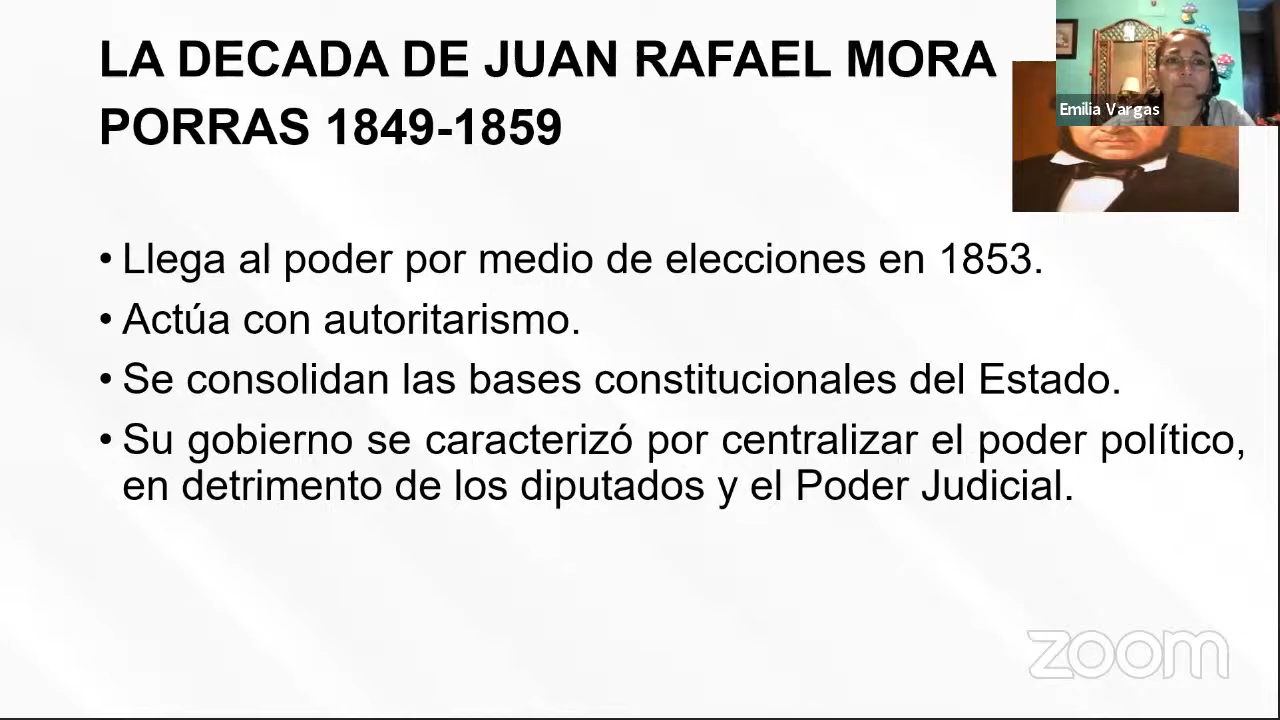 LA DECADA DE JUAN RAFAEL MORA
PORRAS 1849-1859
Emilia Vargas
• Llega al poder por medio de elecciones en 1853.
• Actúa con autoritarismo.
• Se consolidan las bases constitucionales del Estado.
• Su gobierno se caracterizó por centralizar el poder político,
en detrimento de los diputados y el Poder Judicial.
zoom